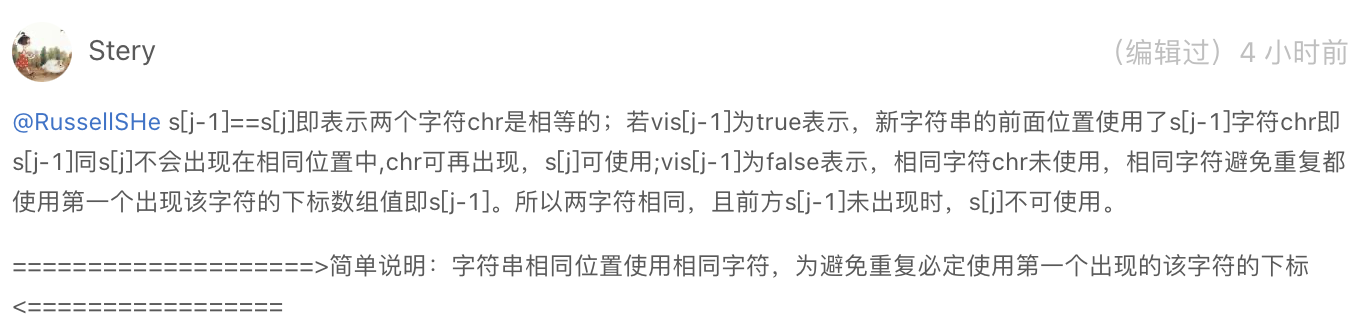 Stery
（编辑过）4 小时前
@RussellSHe s[j-1]==s[j]即表示两个字符chr是相等的；若vis[j-1]为true表示，新字符串的前面位置使用了s[j-1]字符chr即
s[j-1]同s[j]不会出现在相同位置中,chr可再出现，s[j]可使用;vis[j-1]为false表示，相同字符chr未使用，相同字符避免重复都
使用第一个出现该字符的下标数组值即s[j-1]。所以两字符相同，且前方s[j-1]未出现时，s[j]不可使用。
=====================>简单说明：字符串相同位置使用相同字符，为避免重复必定使用第一个出现的该字符的下标
<==================